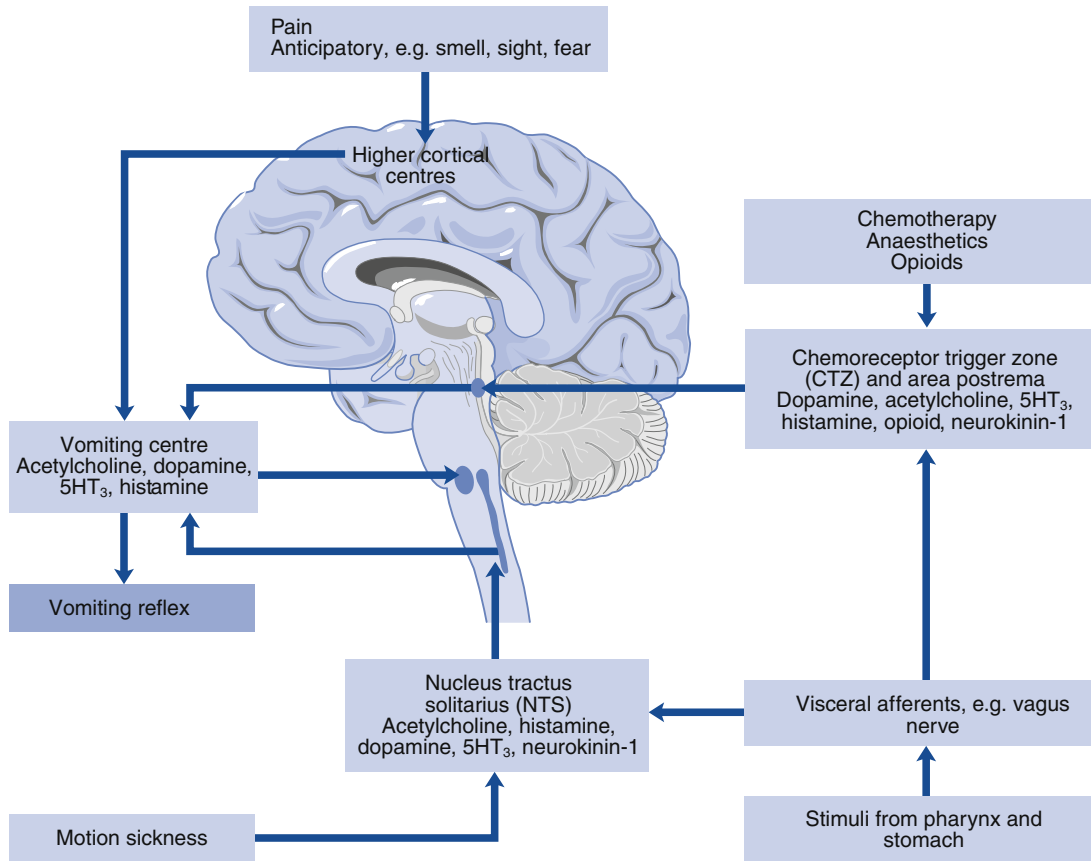 Pain
Anticipatory, e.g. smell, sight, fear
Higher cortical
centres
Chemotherapy
Anaesthetics
Opioids
Chemoreceptor trigger zone
(CTZ) and area postrema
Dopamine, acetylcholine, 5HT₃,
histamine, opioid, neurokinin-1
Vomiting centre
Acetylcholine, dopamine,
5HT₃, histamine
Vomiting reflex
Nucleus tractus
solitarius (NTS)
Acetylcholine, histamine,
dopamine, 5HT₃, neurokinin-1
Visceral afferents, e.g. vagus
nerve
Motion sickness
Stimuli from pharynx and
stomach